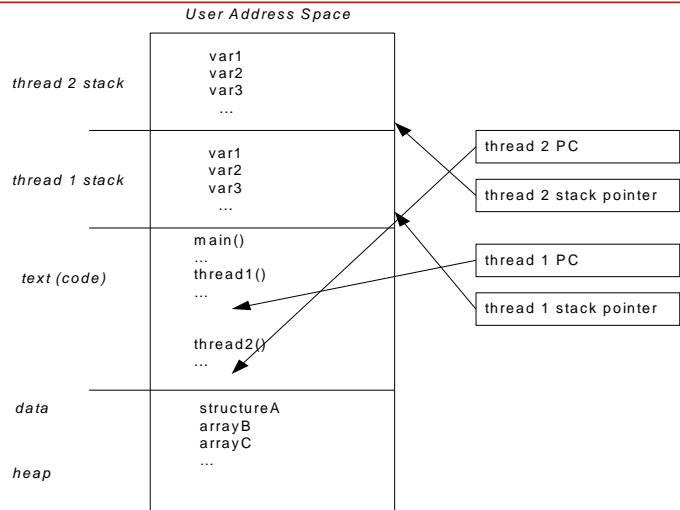 User Address Space
thread 2 stack
var1
var2
var3
...
thread 1 stack
var1
var2
var3
...
text (code)
main()
...
thread1()
...
thread2()
...
data
structureA
arrayB
arrayC
...
heap
thread 2 PC
thread 2 stack pointer
thread 1 PC
thread 1 stack pointer